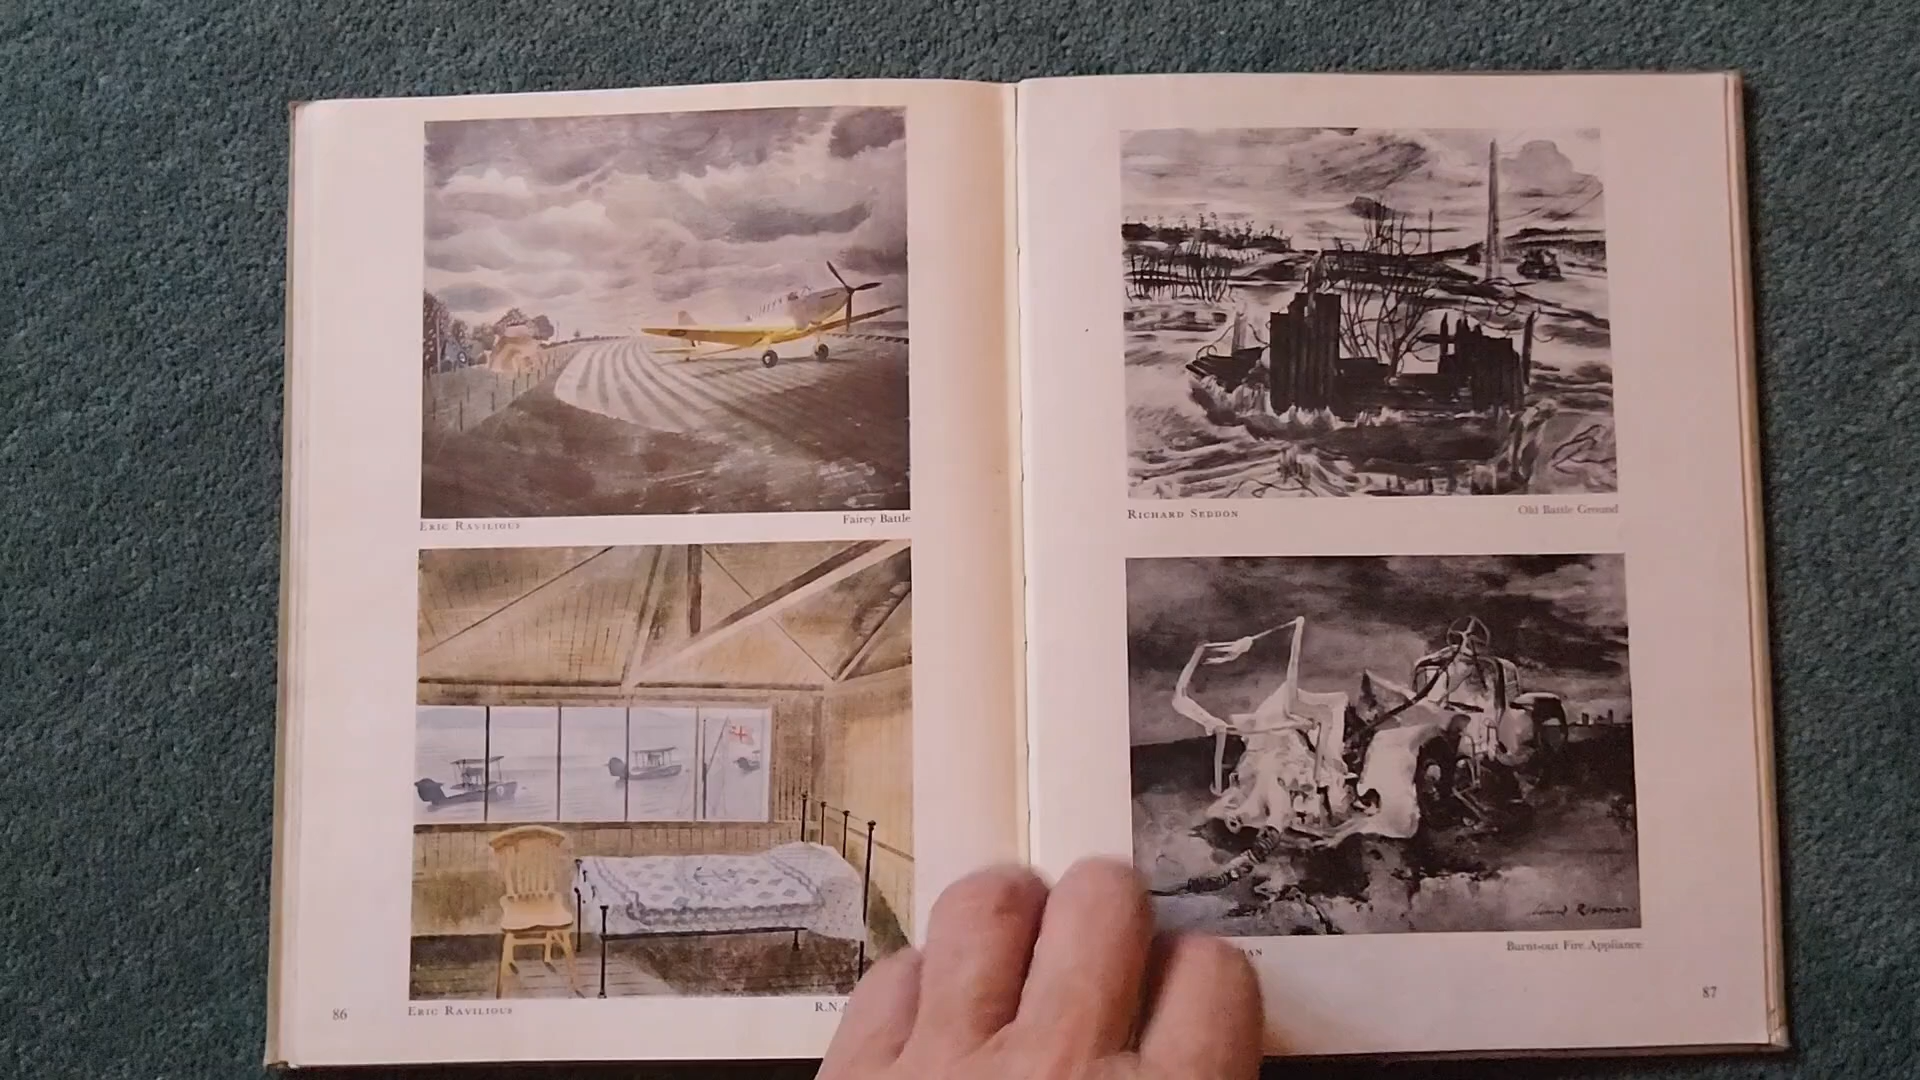 ERIC RAVILIOUS Fairey Battle
86 ERIC RAVILIOUS R.N.
RICHARD SEDDON Old Battle Ground
Burnt-out Fire Appliance
87